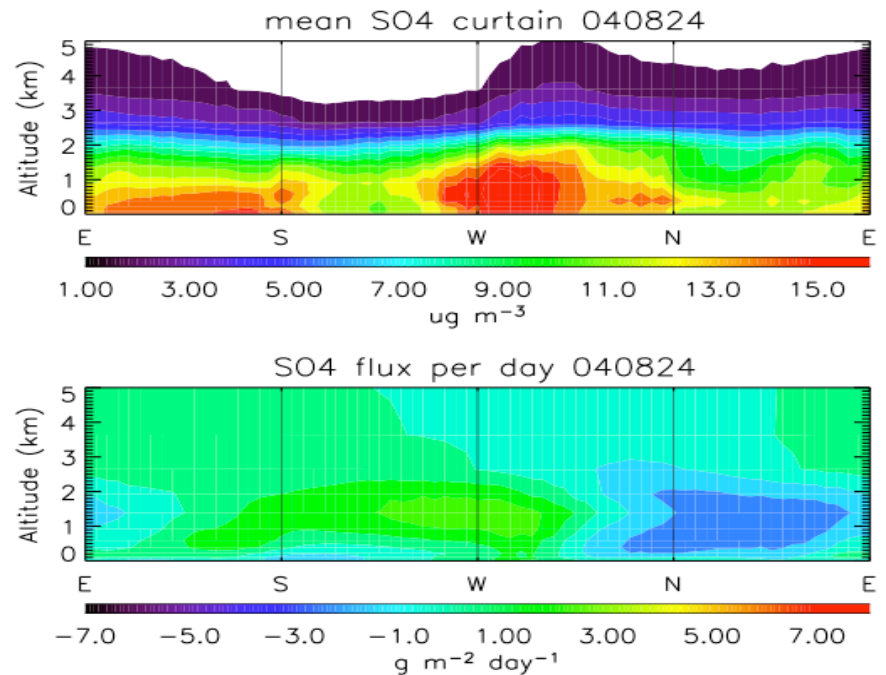 mean SO4 curtain 040824
Altitude (km)
5
4
3
2
1
0
E S W N E
1.00 3.00 5.00 7.00 9.00 11.0 13.0 15.0
ug m⁻³
SO4 flux per day 040824
Altitude (km)
5
4
3
2
1
0
E S W N E
−7.0 −5.0 −3.0 −1.0 1.00 3.00 5.00 7.00
g m⁻² day⁻¹